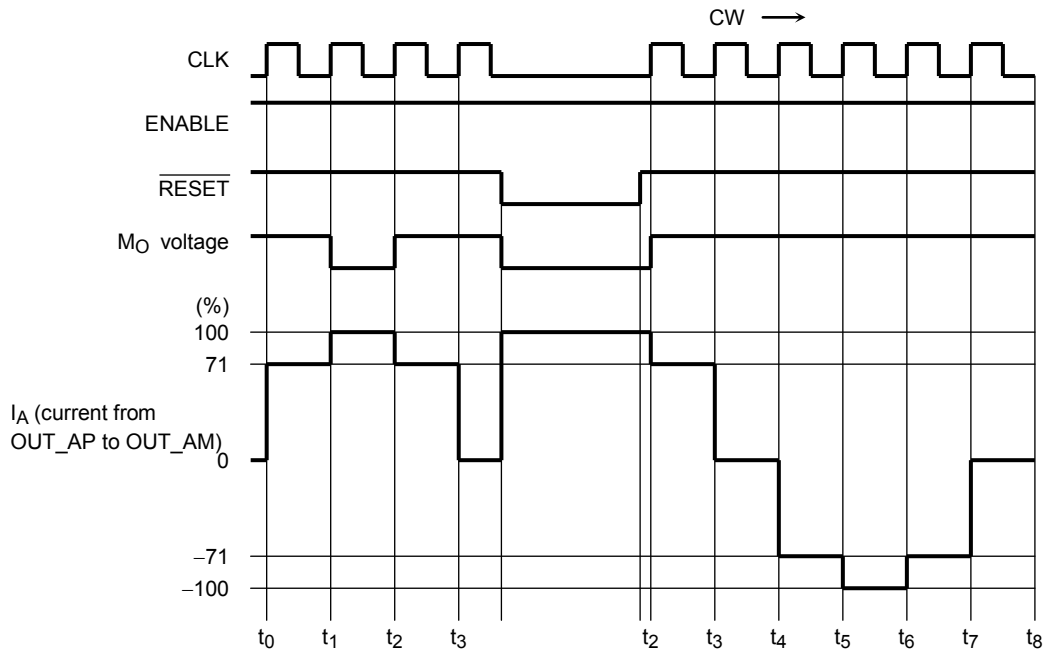 CW →
CLK
ENABLE
RESET
MO voltage
(%)
100
71
IA (current from
OUT_AP to OUT_AM)
0
−71
−100
t0 t1 t2 t3 t2 t3 t4 t5 t6 t7 t8